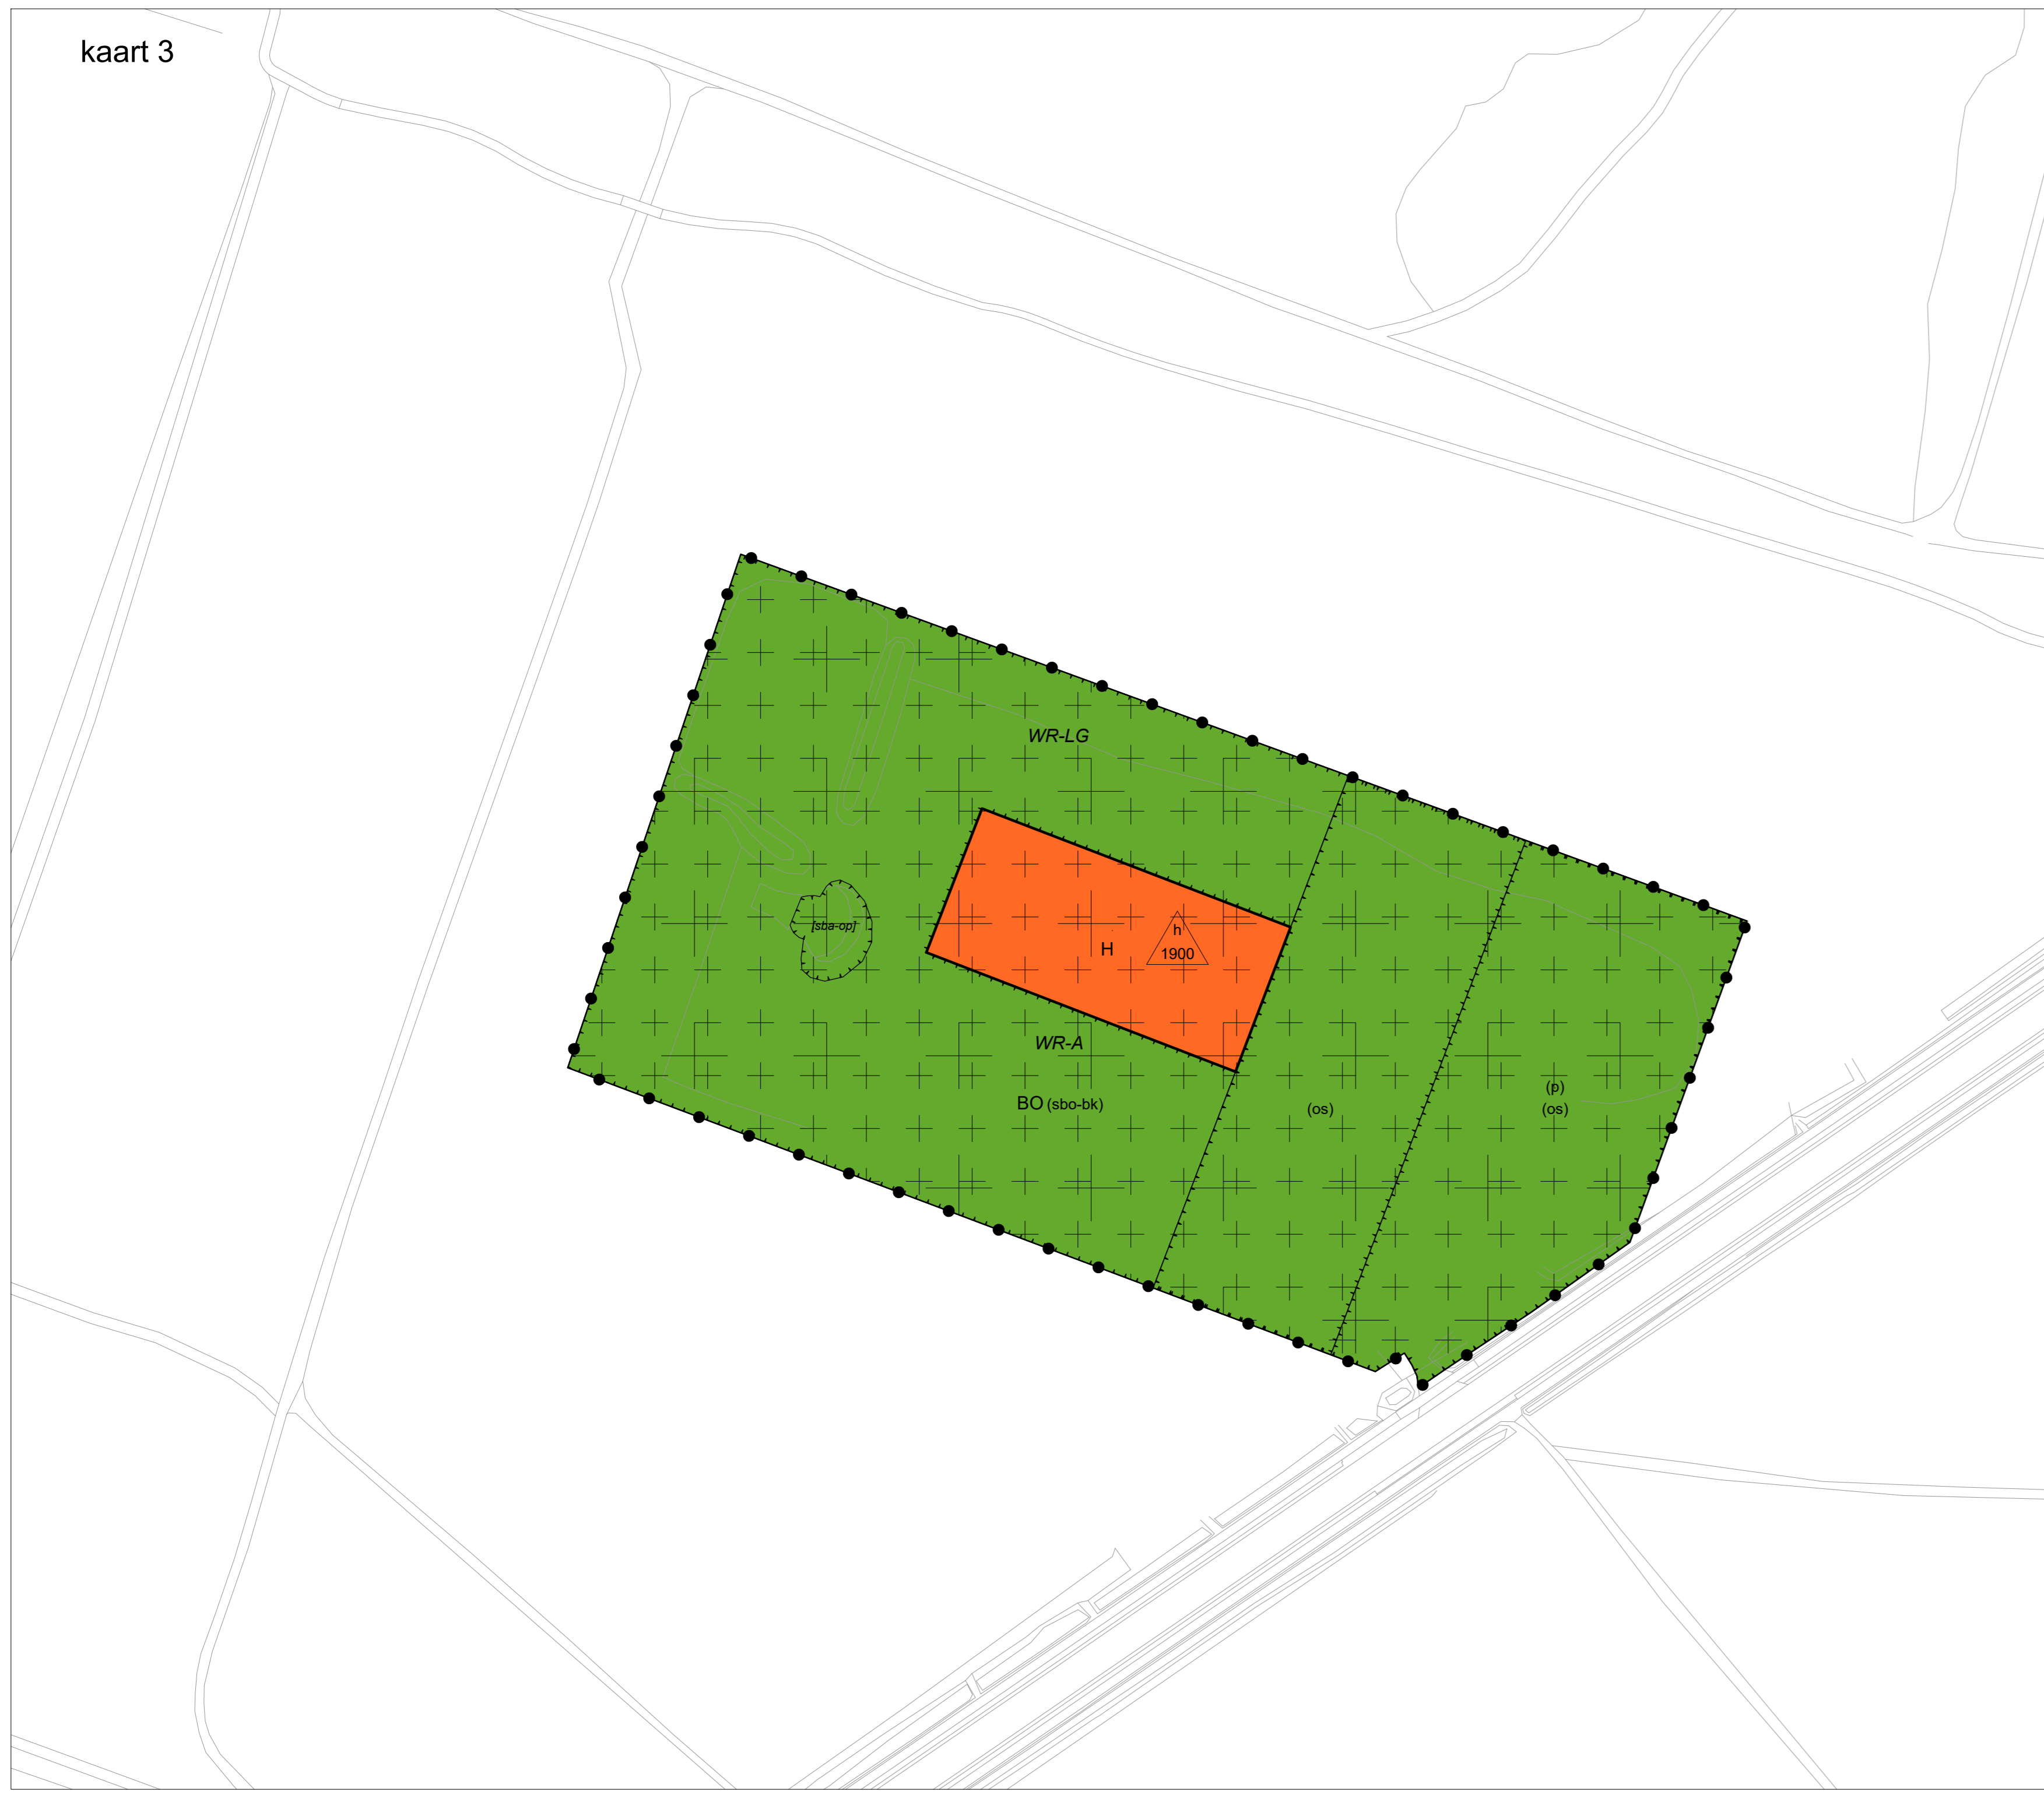 kaart 3
WR-LG
[sba-op]
h
H
1900
WR-A
BO (sbo-bk)
(os)
(p)
(os)